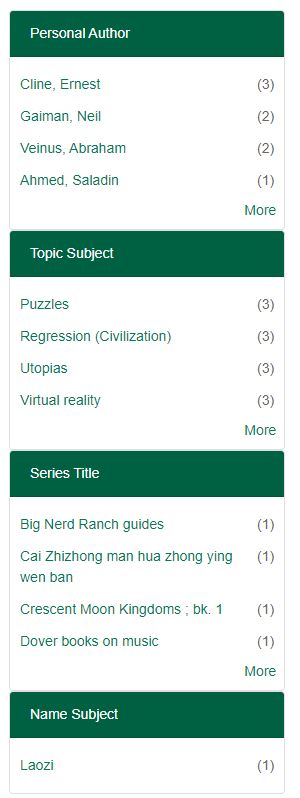 Personal Author
Cline, Ernest (3)
Gaiman, Neil (2)
Veinus, Abraham (2)
Ahmed, Saladin (1)
More
Topic Subject
Puzzles (3)
Regression (Civilization) (3)
Utopias (3)
Virtual reality (3)
More
Series Title
Big Nerd Ranch guides (1)
Cai Zhizhong man hua zhong ying (1)
wen ban
Crescent Moon Kingdoms ; bk. 1 (1)
Dover books on music (1)
More
Name Subject
Laozi (1)